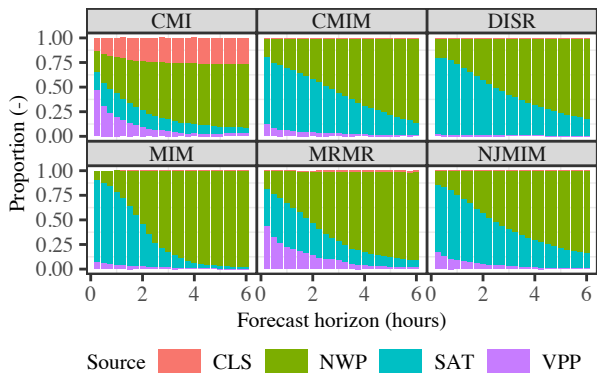 CMI CMIM DISR
1.00
0.75
0.50
0.25
0.00
MIM MRMR NJMIM
1.00
0.75
0.50
0.25
0.00
Proportion (-)
0 2 4 6 0 2 4 6 0 2 4 6
Forecast horizon (hours)
Source CLS NWP SAT VPP